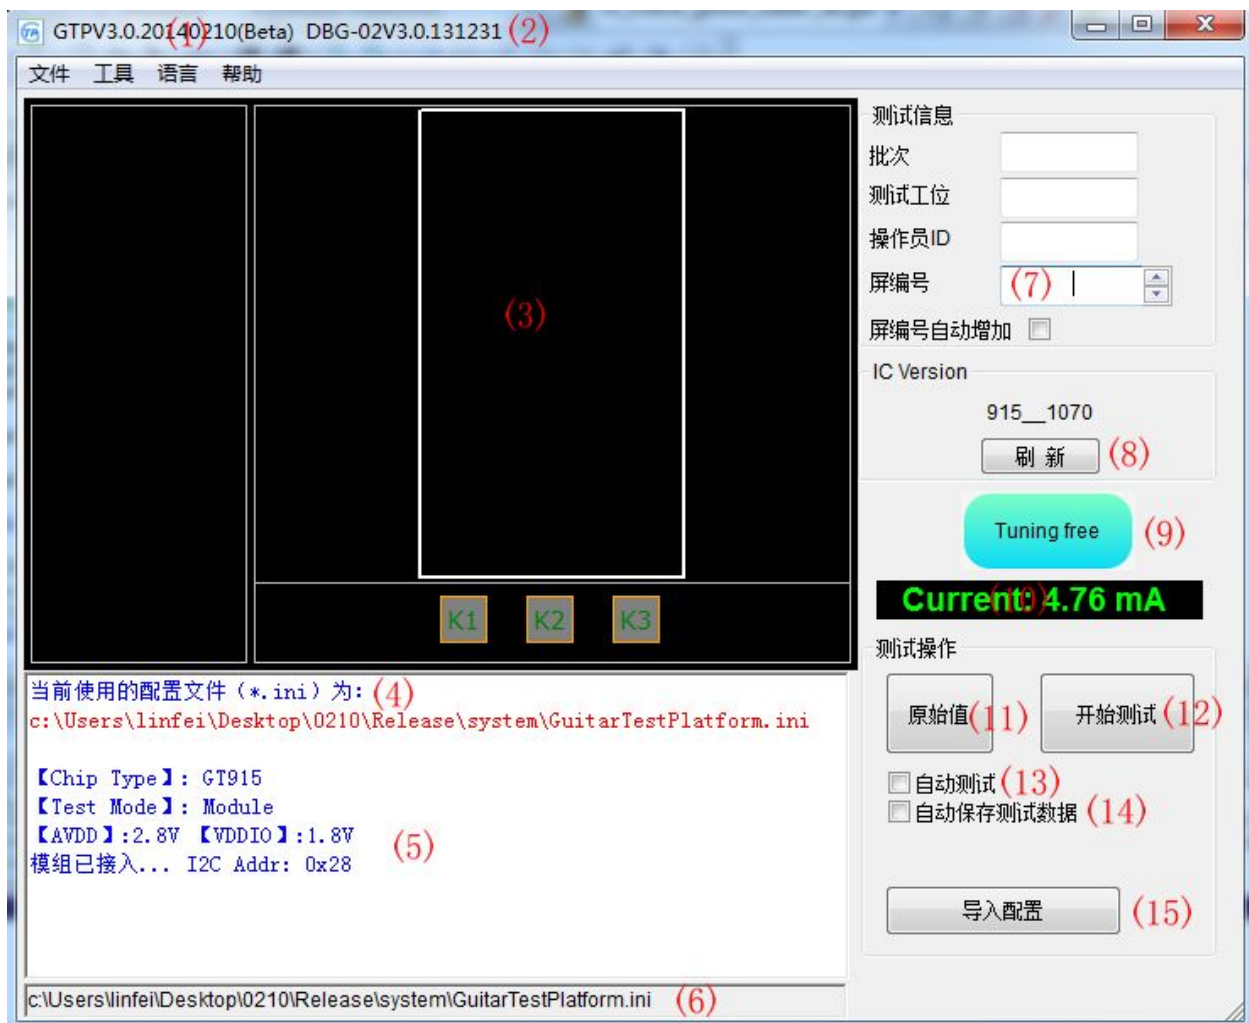 GTPV3.0.20140210(Beta) DBG-02V3.0.131231 (2)
(1)
文件 工具 语言 帮助
(3)
K1 K2 K3
当前使用的配置文件（*.ini）为: (4)
c:\Users\linfei\Desktop\0210\Release\system\GuitarTestPlatform.ini
【Chip Type】: GT915
【Test Mode】: Module
【AVDD】:2.8V 【VDDIO】:1.8V
(5)
模组已接入... I2C Addr: 0x28
c:\Users\linfei\Desktop\0210\Release\system\GuitarTestPlatform.ini (6)
测试信息
批次
测试工位
操作员ID
屏编号 (7)
屏编号自动增加
IC Version
915__1070
刷 新 (8)
Tuning free (9)
Current: 4.76 mA
(10)
测试操作
原始值(11) 开始测试(12)
自动测试(13)
自动保存测试数据 (14)
导入配置 (15)